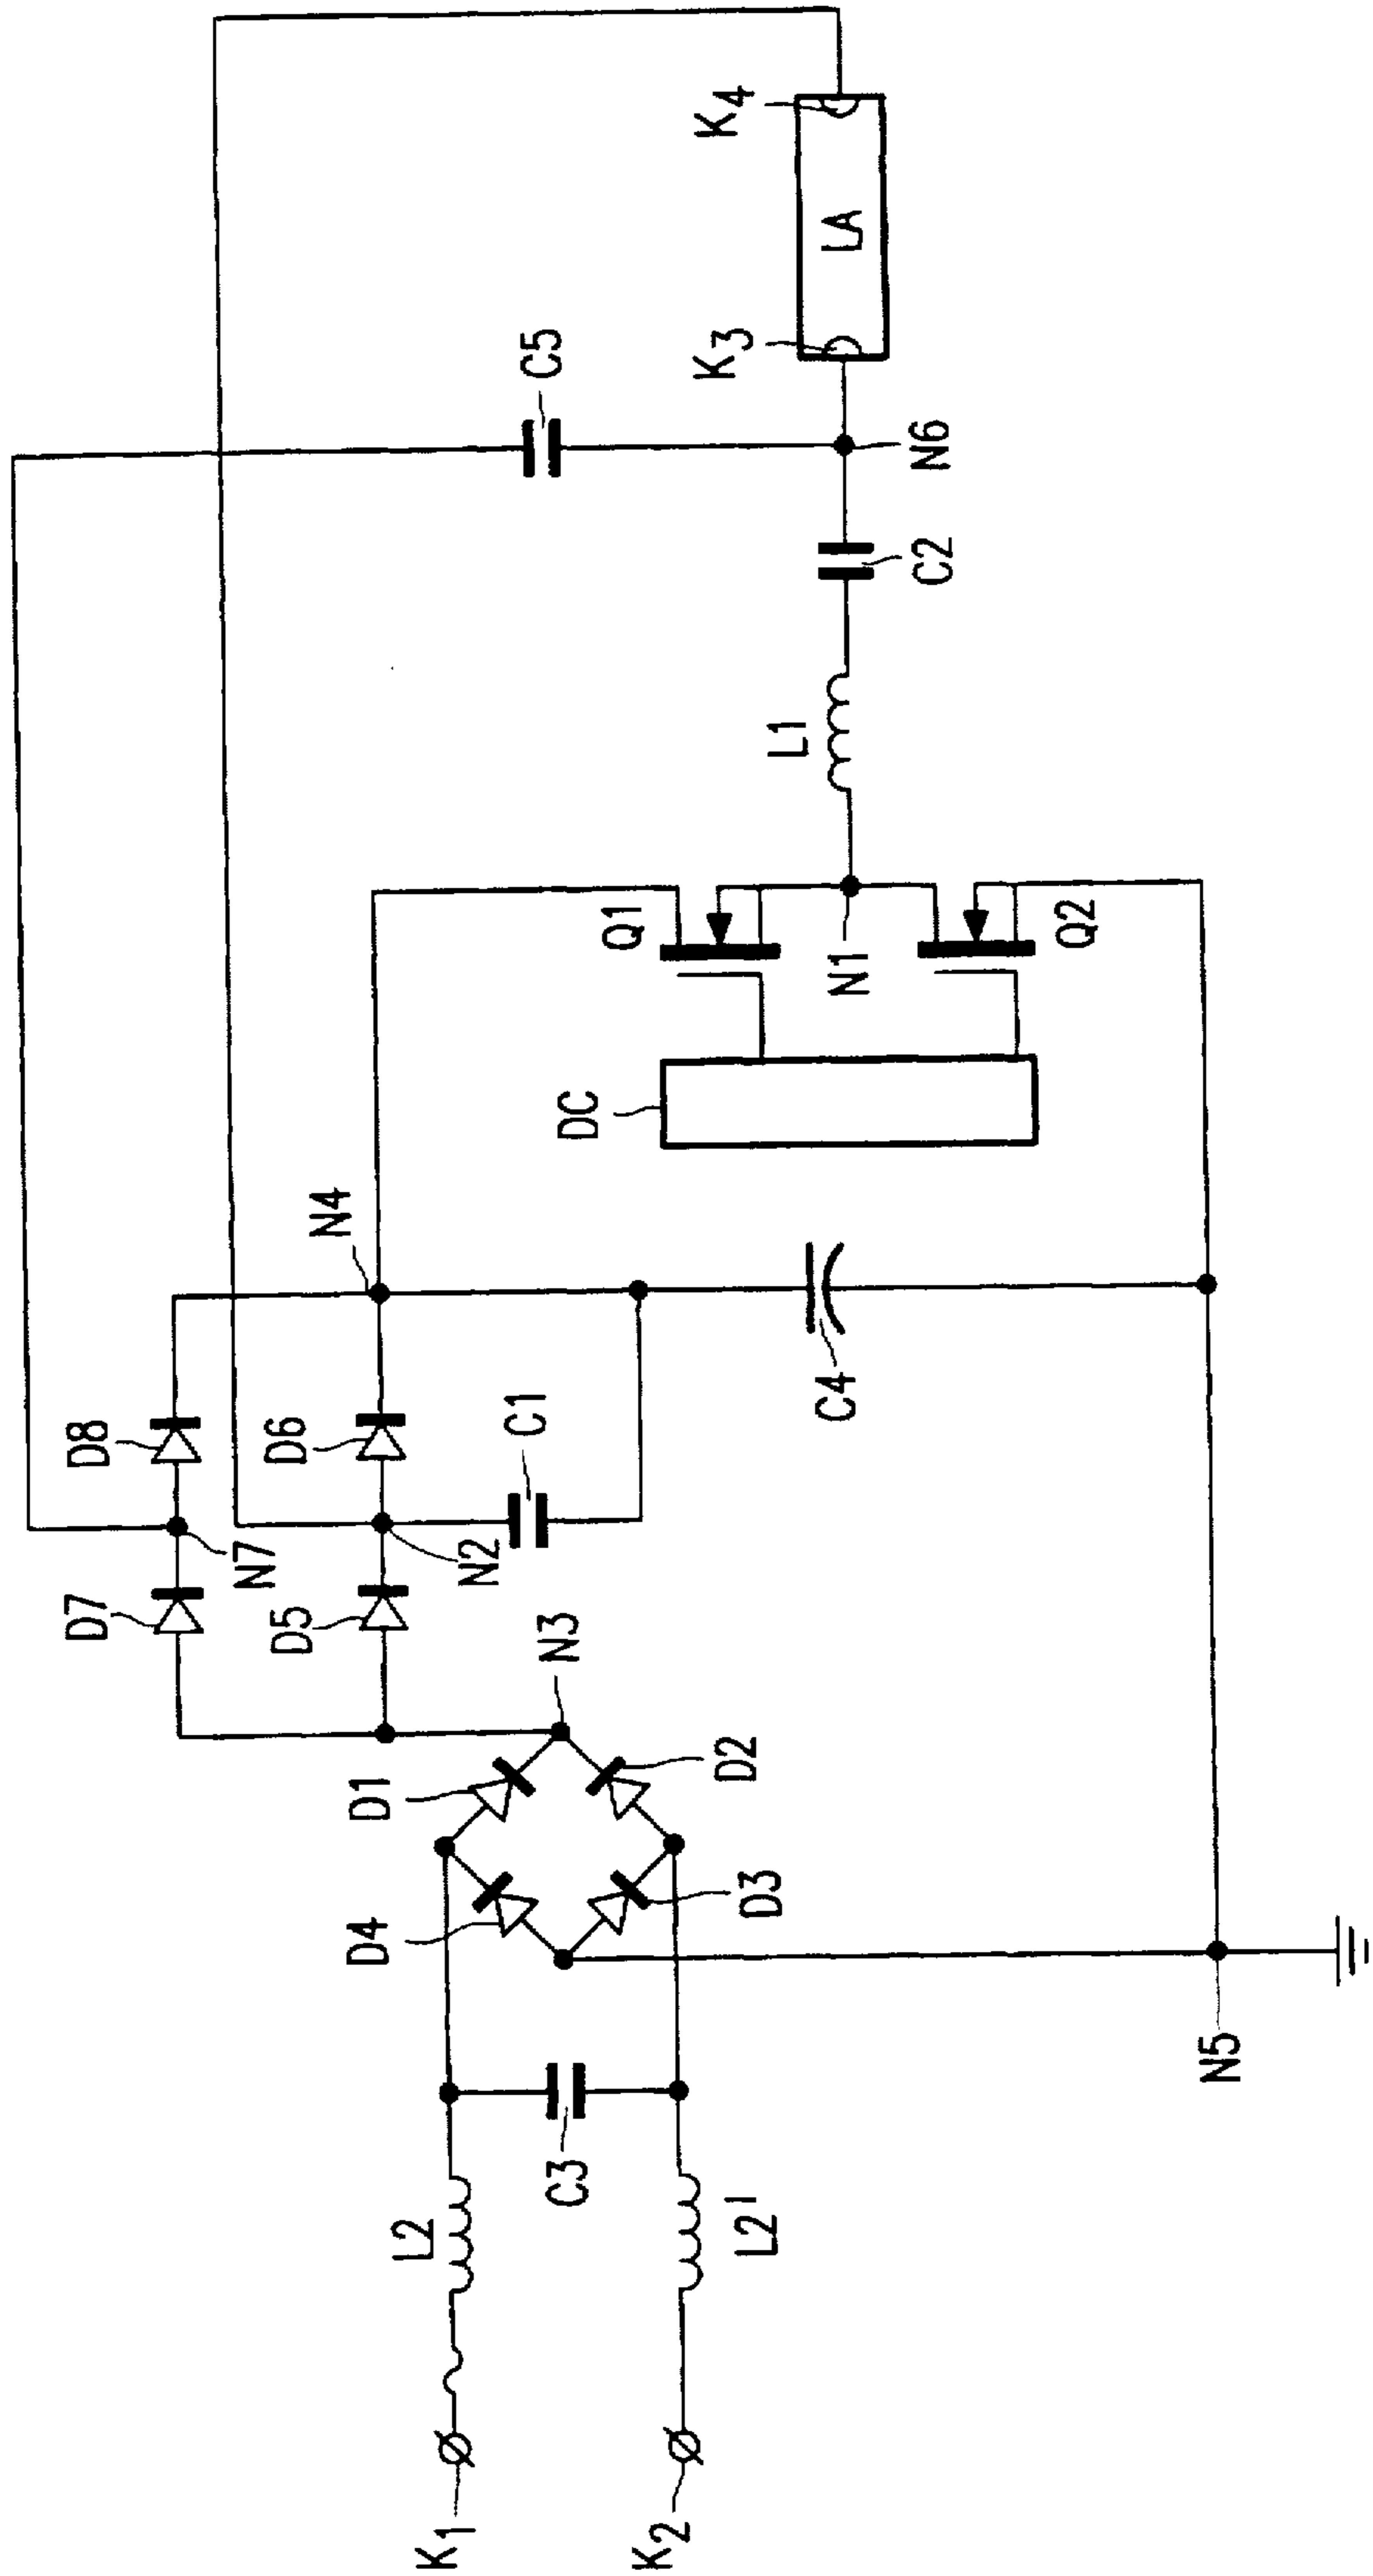 D7
D8
N7
D5
D6
N2
N4
C1
N3
C5
L2
D1
D4
C3
D2
D3
L2'
K1
K2
DC
Q1
N1
Q2
L1
C2
N6
K3
LA
K4
C4
N5